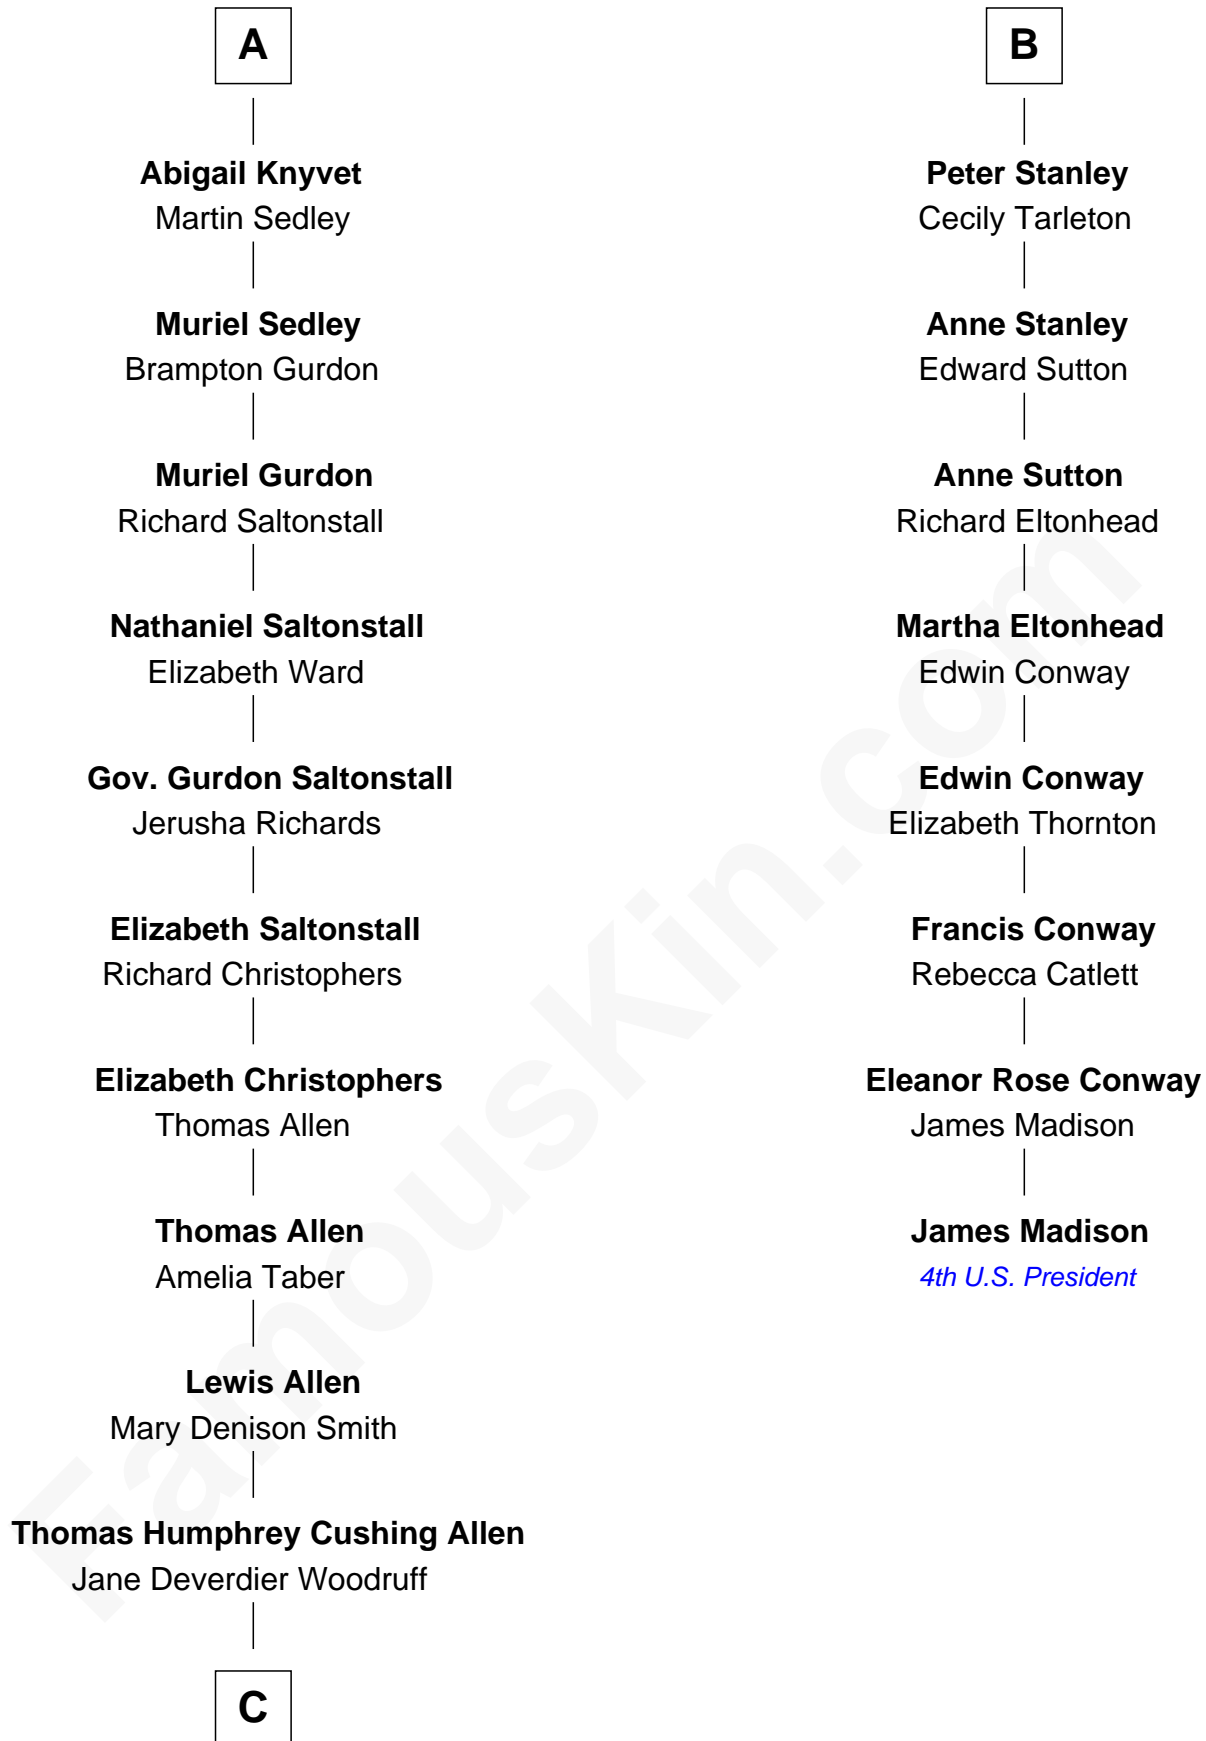 A
Abigail Knyvet
Martin Sedley
Muriel Sedley
Brampton Gurdon
Muriel Gurdon
Richard Saltonstall
Nathaniel Saltonstall
Elizabeth Ward
Gov. Gurdon Saltonstall
Jerusha Richards
Elizabeth Saltonstall
Richard Christophers
Elizabeth Christophers
Thomas Allen
Thomas Allen
Amelia Taber
Lewis Allen
Mary Denison Smith
Thomas Humphrey Cushing Allen
Jane Deverdier Woodruff
C
B
Peter Stanley
Cecily Tarleton
Anne Stanley
Edward Sutton
Anne Sutton
Richard Eltonhead
Martha Eltonhead
Edwin Conway
Edwin Conway
Elizabeth Thornton
Francis Conway
Rebecca Catlett
Eleanor Rose Conway
James Madison
James Madison
4th U.S. President
FamousKin.com